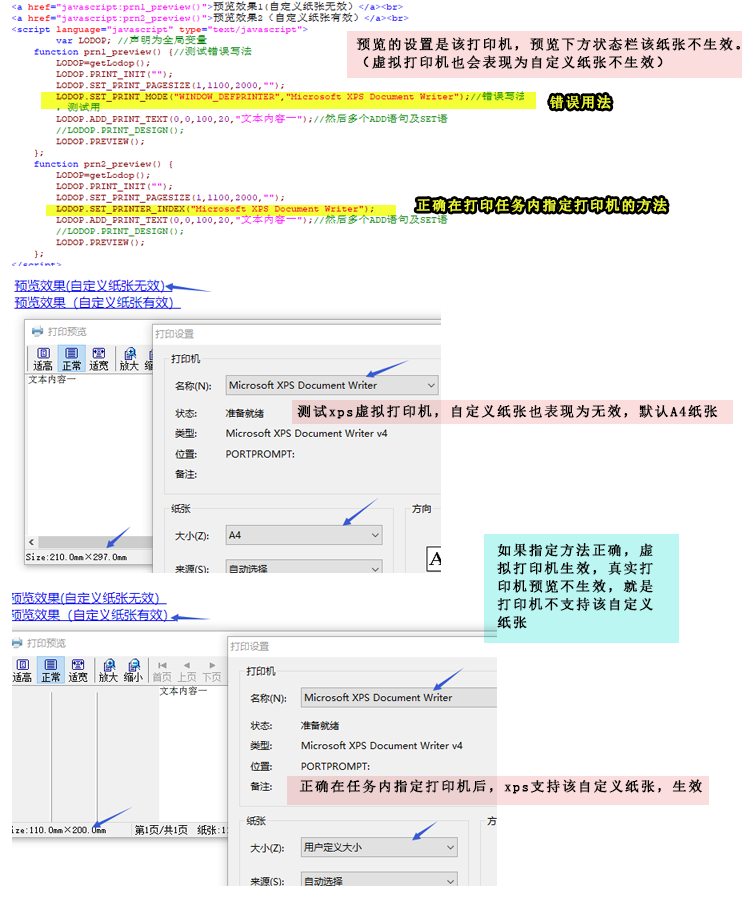 <a href="javascript:prn1_preview()">预览效果1(自定义纸张无效）</a><br>
<a href="javascript:prn2_preview()">预览效果2（自定义纸张有效）</a><br>
<script language="javascript" type="text/javascript">
var LODOP; //声明为全局变量
function prn1_preview() {//测试错误写法
LODOP=getLodop();
LODOP.PRINT_INIT("");
LODOP.SET_PRINT_PAGESIZE(1,1100,2000,"");
LODOP.SET_PRINT_MODE("WINDOW_DEFPRINTER","Microsoft XPS Document Writer");//错误写法
，测试用
LODOP.ADD_PRINT_TEXT(0,0,100,20,"文本内容一");//然后多个ADD语句及SET语
//LODOP.PRINT_DESIGN();
LODOP.PREVIEW();
};
function prn2_preview() {
LODOP=getLodop();
LODOP.PRINT_INIT("");
LODOP.SET_PRINT_PAGESIZE(1,1100,2000,"");
LODOP.SET_PRINTER_INDEX("Microsoft XPS Document Writer");
LODOP.ADD_PRINT_TEXT(0,0,100,20,"文本内容一");//然后多个ADD语句及SET语
//LODOP.PRINT_DESIGN();
LODOP.PREVIEW();
};
</script>
预览的设置是该打印机，预览下方状态栏该纸张不生效。
（虚拟打印机也会表现为自定义纸张不生效）
错误用法
正确在打印任务内指定打印机的方法
预览效果(自定义纸张无效）
预览效果（自定义纸张有效）
打印预览
适高 正常 适宽 放大 缩
文本内容一
Size:210.0mm×297.0mm
打印设置
打印机
名称(N): Microsoft XPS Document Writer
状态: 准备就绪
类型: Microsoft XPS Document Writer v4
位置: PORTPROMPT:
备注:
测试xps虚拟打印机，自定义纸张也表现为无效，默认A4纸张
纸张 方向
大小(Z): A4
来源(S): 自动选择
A
如果指定方法正确，虚
拟打印机生效，真实打
印机预览不生效，就是
打印机不支持该自定义
纸张
预览效果(自定义纸张无效）
预览效果（自定义纸张有效）
打印预览
适高 正常 适宽 放大 缩小 首页 上页 下页
文本内容一
ize:110.0mm×200.0mm 第1页/共1页 纸张:1
打印设置
打印机
名称(N): Microsoft XPS Document Writer
状态: 准备就绪
类型: Microsoft XPS Document Writer v4
位置: PORTPROMPT:
备注:
正确在任务内指定打印机后，xps支持该自定义纸张，生效
纸张 方
大小(Z): 用户定义大小
来源(S): 自动选择